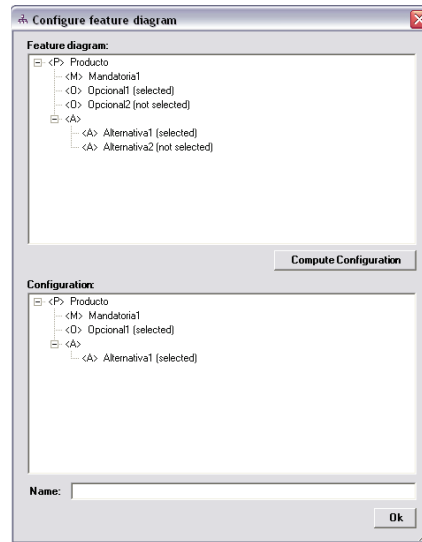 Configure feature diagram
Feature diagram:
<P> Producto
<M> Mandatoria1
<O> Opcional1 (selected)
<O> Opcional2 (not selected)
<A>
<A> Alternativa1 (selected)
<A> Alternativa2 (not selected)
Compute Configuration
Configuration:
<P> Producto
<M> Mandatoria1
<O> Opcional1 (selected)
<A>
<A> Alternativa1 (selected)
Name:
Ok